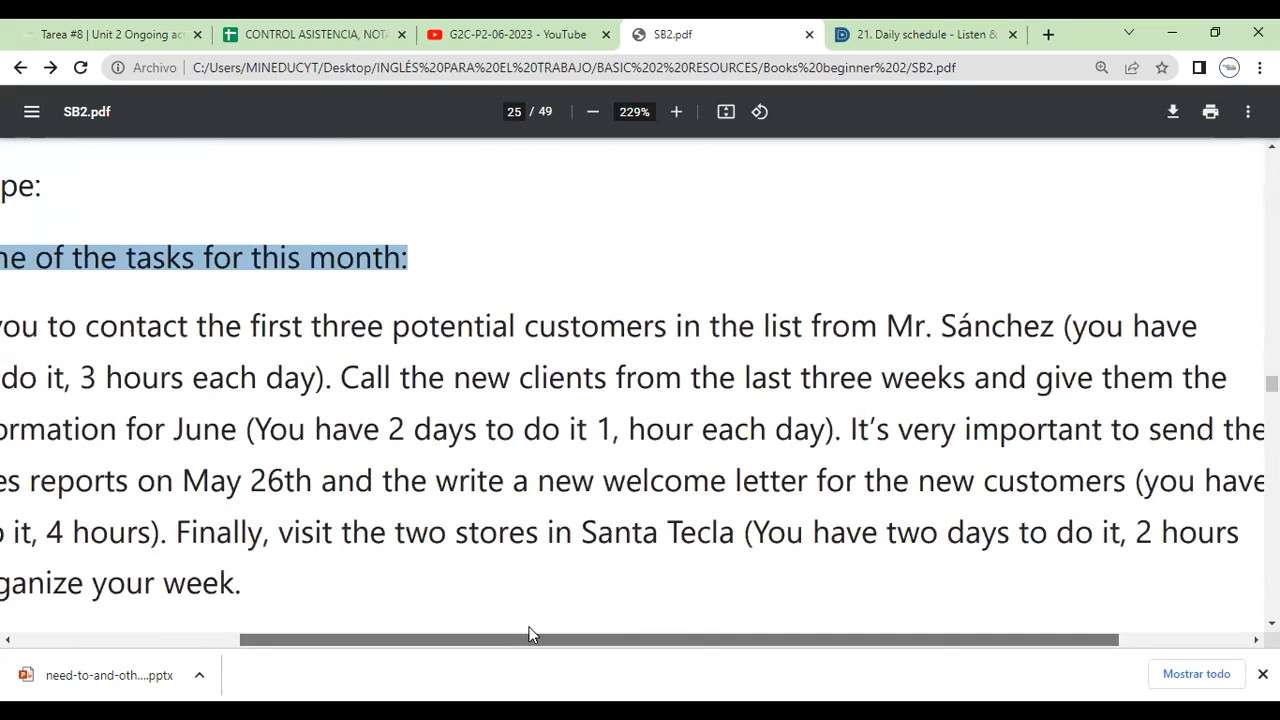 Tarea #8 | Unit 2 Ongoing ac
CONTROL ASISTENCIA, NOTA
G2C-P2-06-2023 - YouTube
SB2.pdf
21. Daily schedule - Listen &
Archivo
C:/Users/MINEDUCYT/Desktop/INGLÉS%20PARA%20EL%20TRABAJO/BASIC%202%20RESOURCES/Books%20beginner%202/SB2.pdf
SB2.pdf
25 / 49
229%
pe:
ne of the tasks for this month:
you to contact the first three potential customers in the list from Mr. Sánchez (you have
do it, 3 hours each day). Call the new clients from the last three weeks and give them the
ormation for June (You have 2 days to do it 1, hour each day). It's very important to send the
es reports on May 26th and the write a new welcome letter for the new customers (you have
o it, 4 hours). Finally, visit the two stores in Santa Tecla (You have two days to do it, 2 hours
ganize your week.
need-to-and-oth....pptx
Mostrar todo